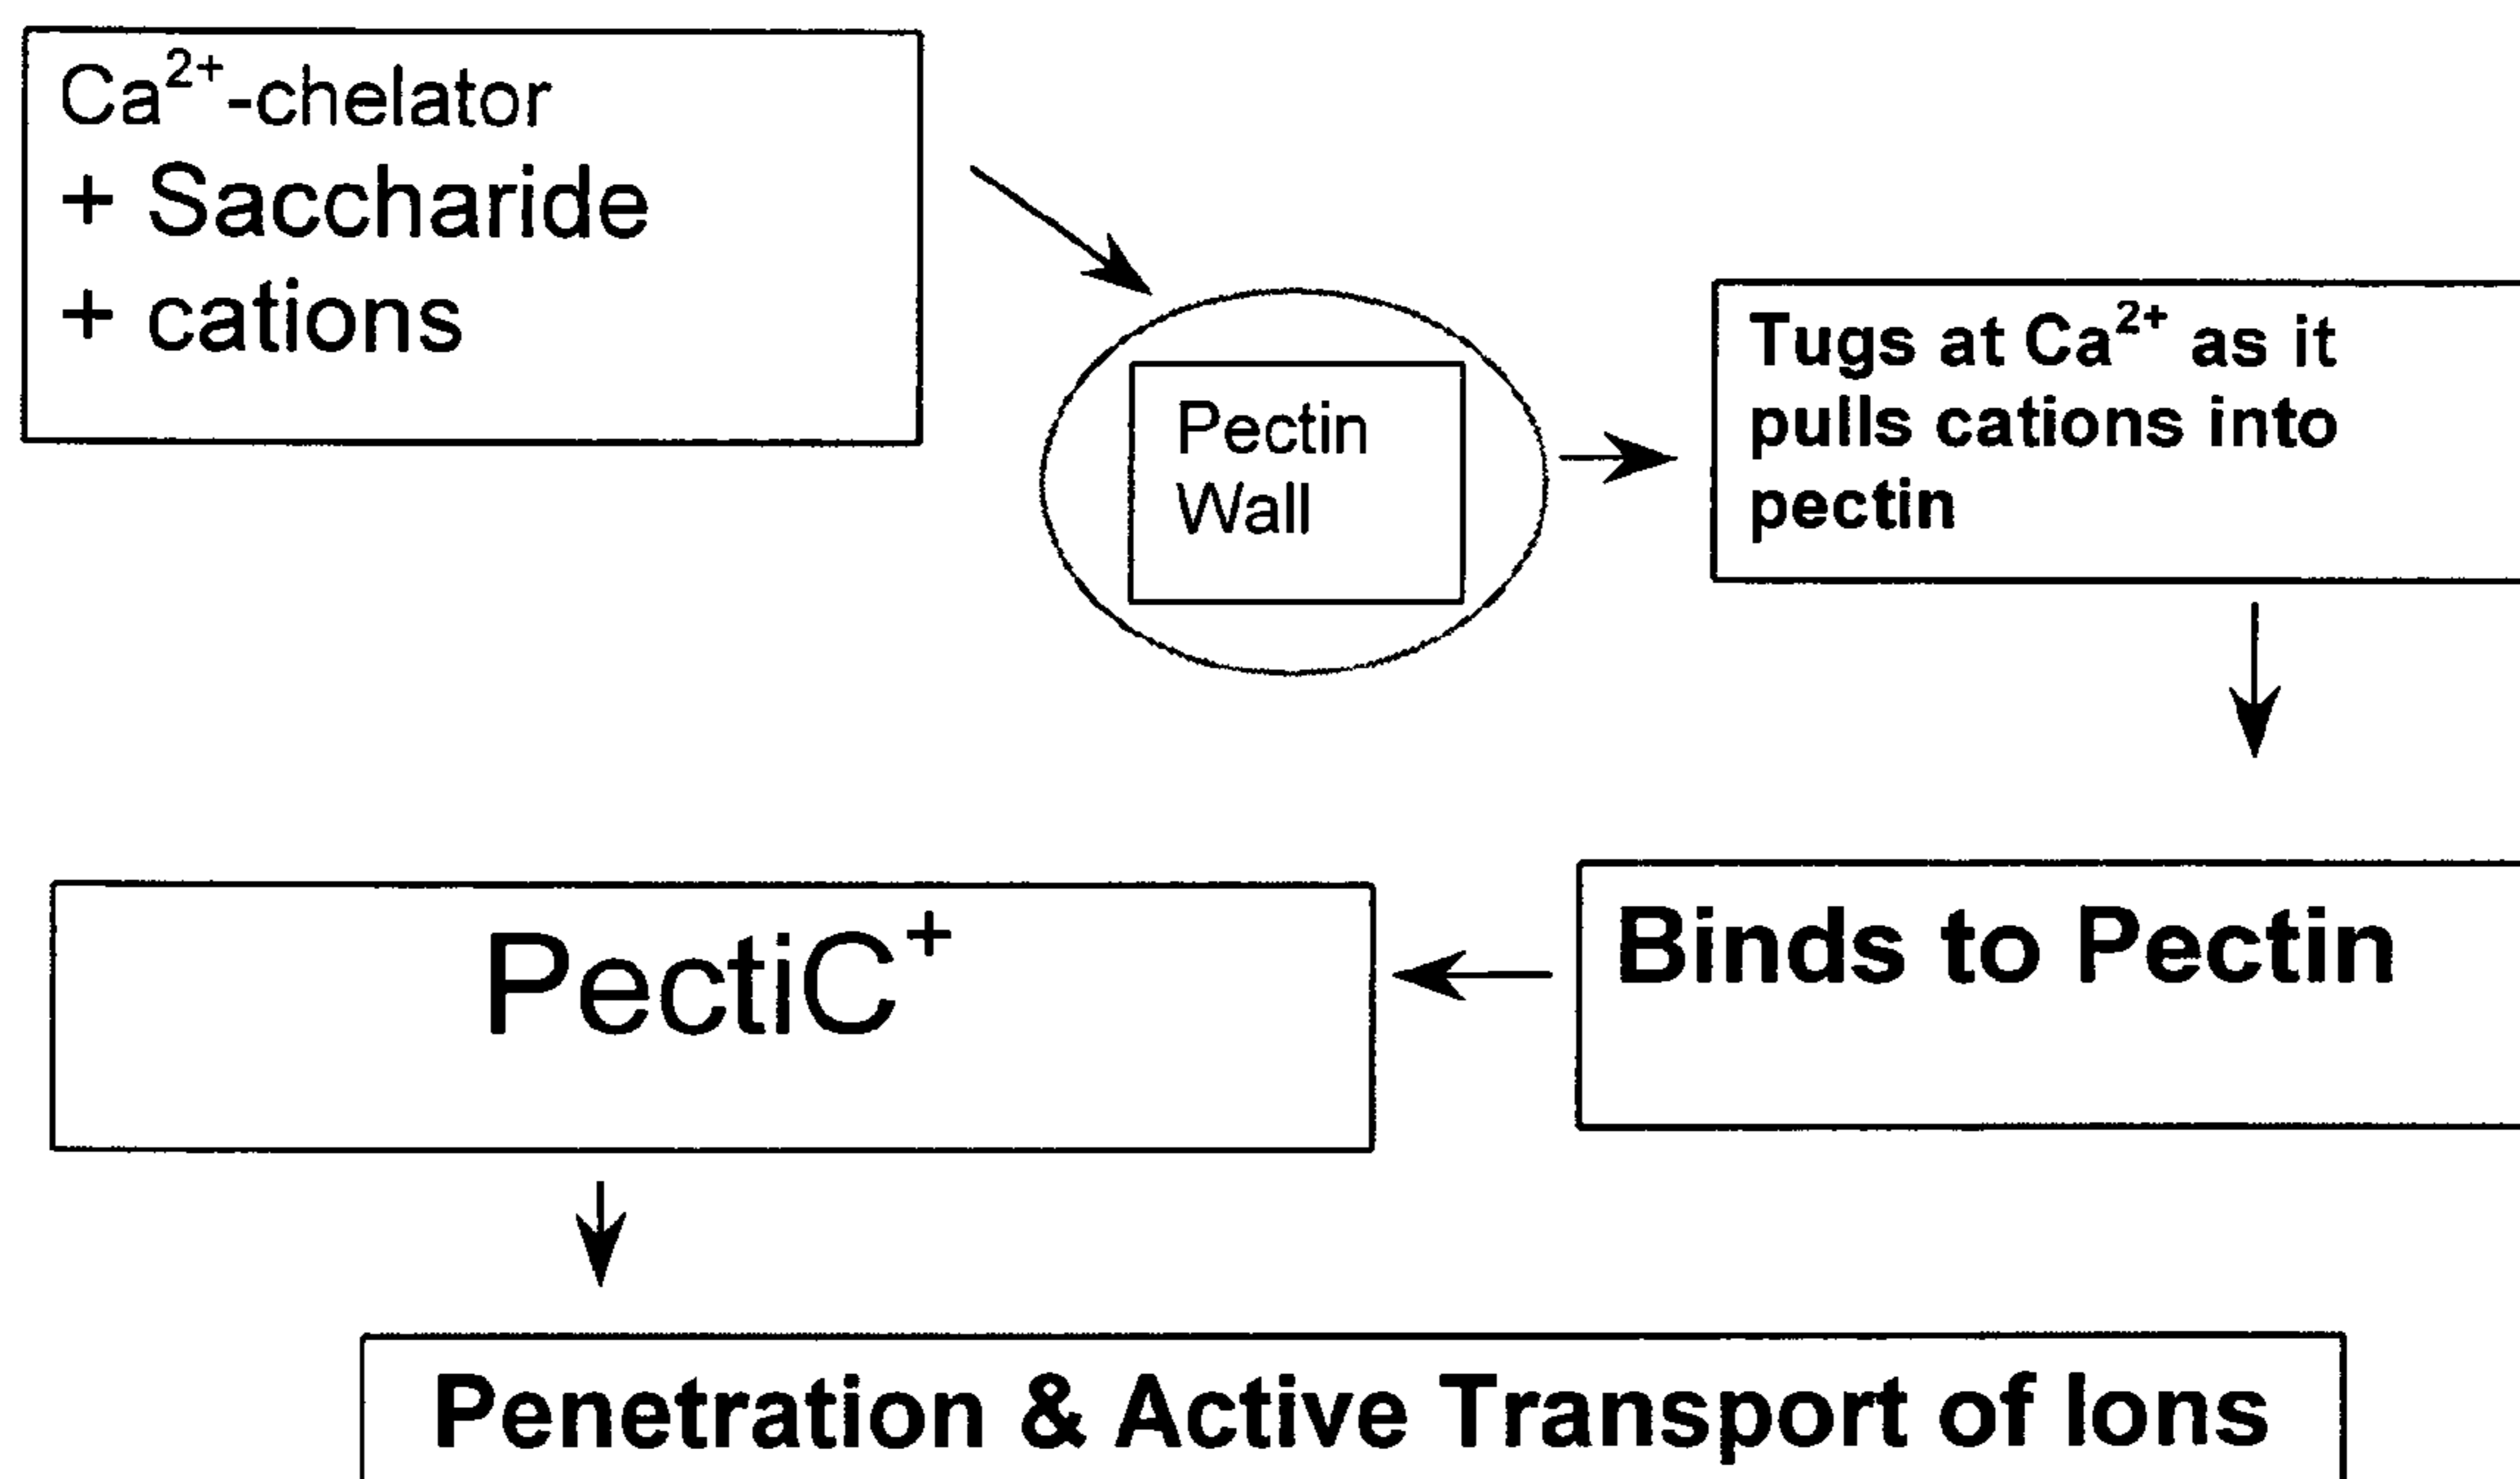 Ca²⁺-chelator
+ Saccharide
+ cations
Pectin
Wall
Tugs at Ca²⁺ as it
pulls cations into
pectin
Binds to Pectin
PectiC⁺
Penetration & Active Transport of Ions